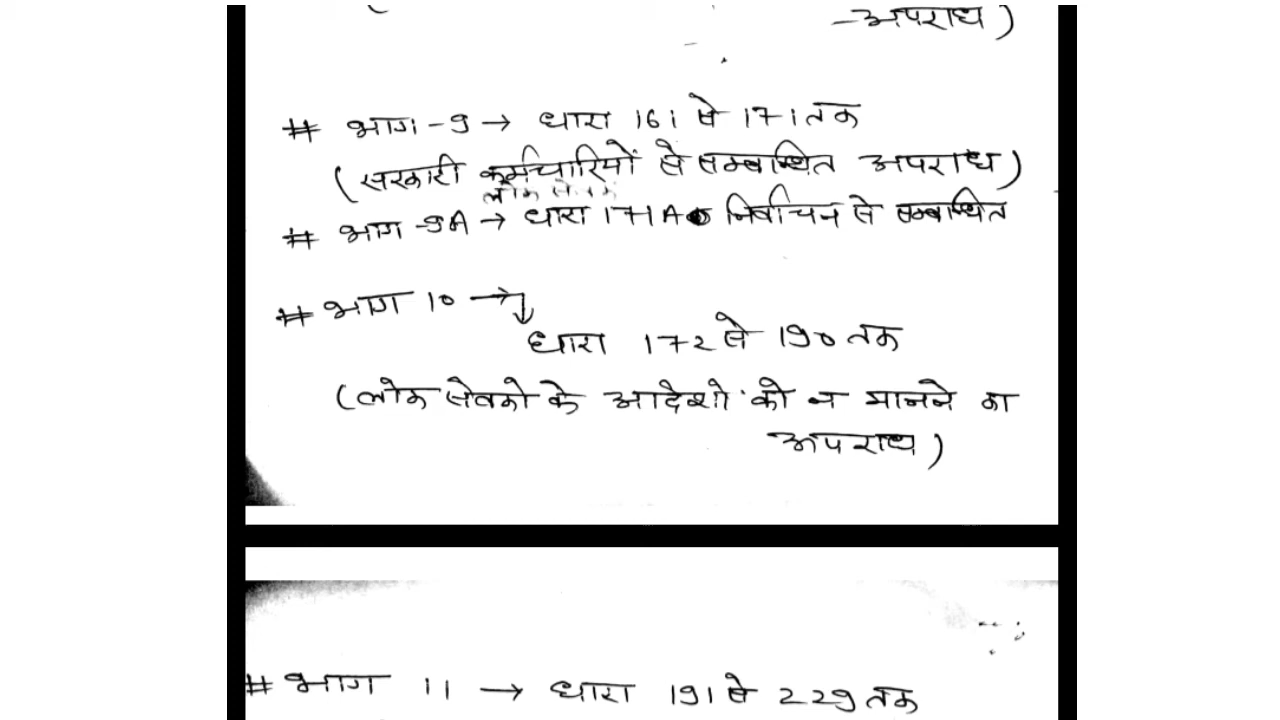 -अपराध)
# भाग-9 → धारा 161 से 171 तक
(सरकारी कर्मचारियों से सम्बन्धित अपराध)
लोक सेवक
# भाग-9A → धारा 171A निर्वाचन से सम्बन्धित
# भाग 10 →
धारा 172 से 190 तक
(लोक सेवको के आदेशो को न मानने का
अपराध)
# भाग 11 → धारा 191 से 229 तक